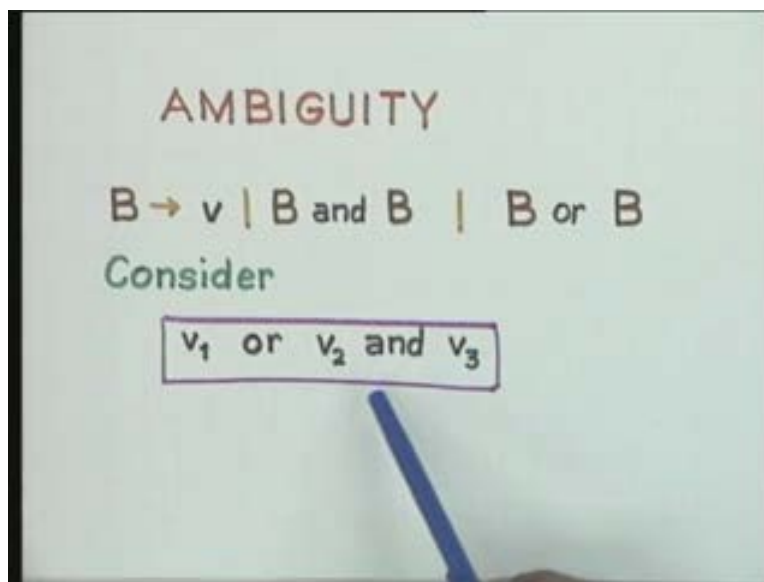 AMBIGUITY
B → v | B and B | B or B
Consider
v₁ or v₂ and v₃